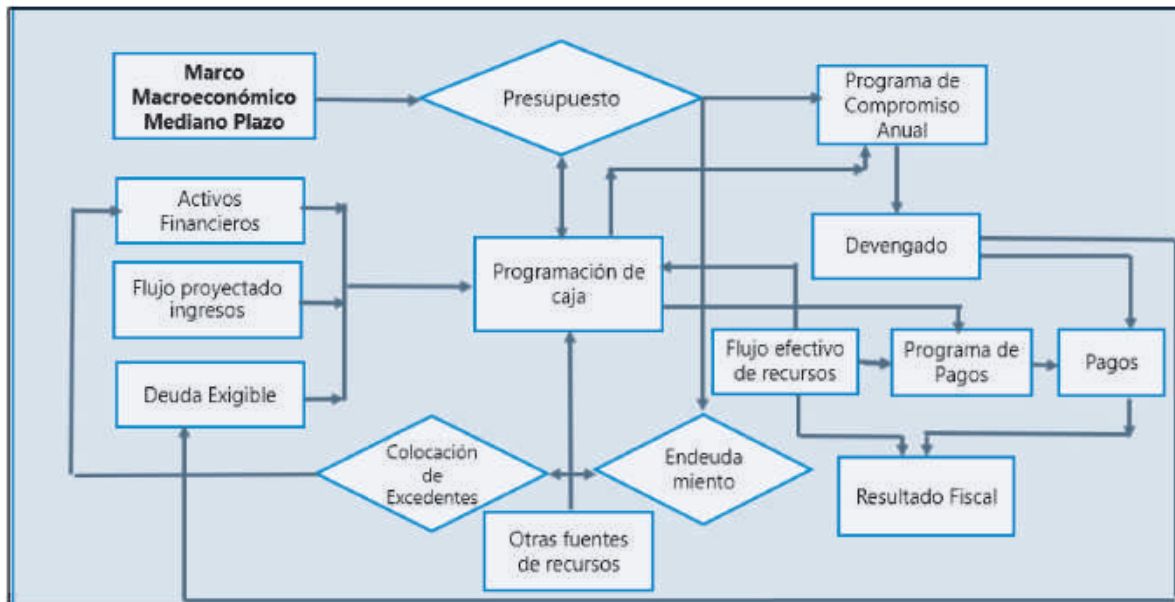 Marco
Macroeconómico
Mediano Plazo
Presupuesto
Programa de
Compromiso
Anual
Activos
Financieros
Devengado
Programación de
caja
Flujo proyectado
ingresos
Flujo efectivo
de recursos
Programa de
Pagos
Pagos
Deuda Exigible
Colocación
de
Excedentes
Endeuda
miento
Resultado Fiscal
Otras fuentes
de recursos